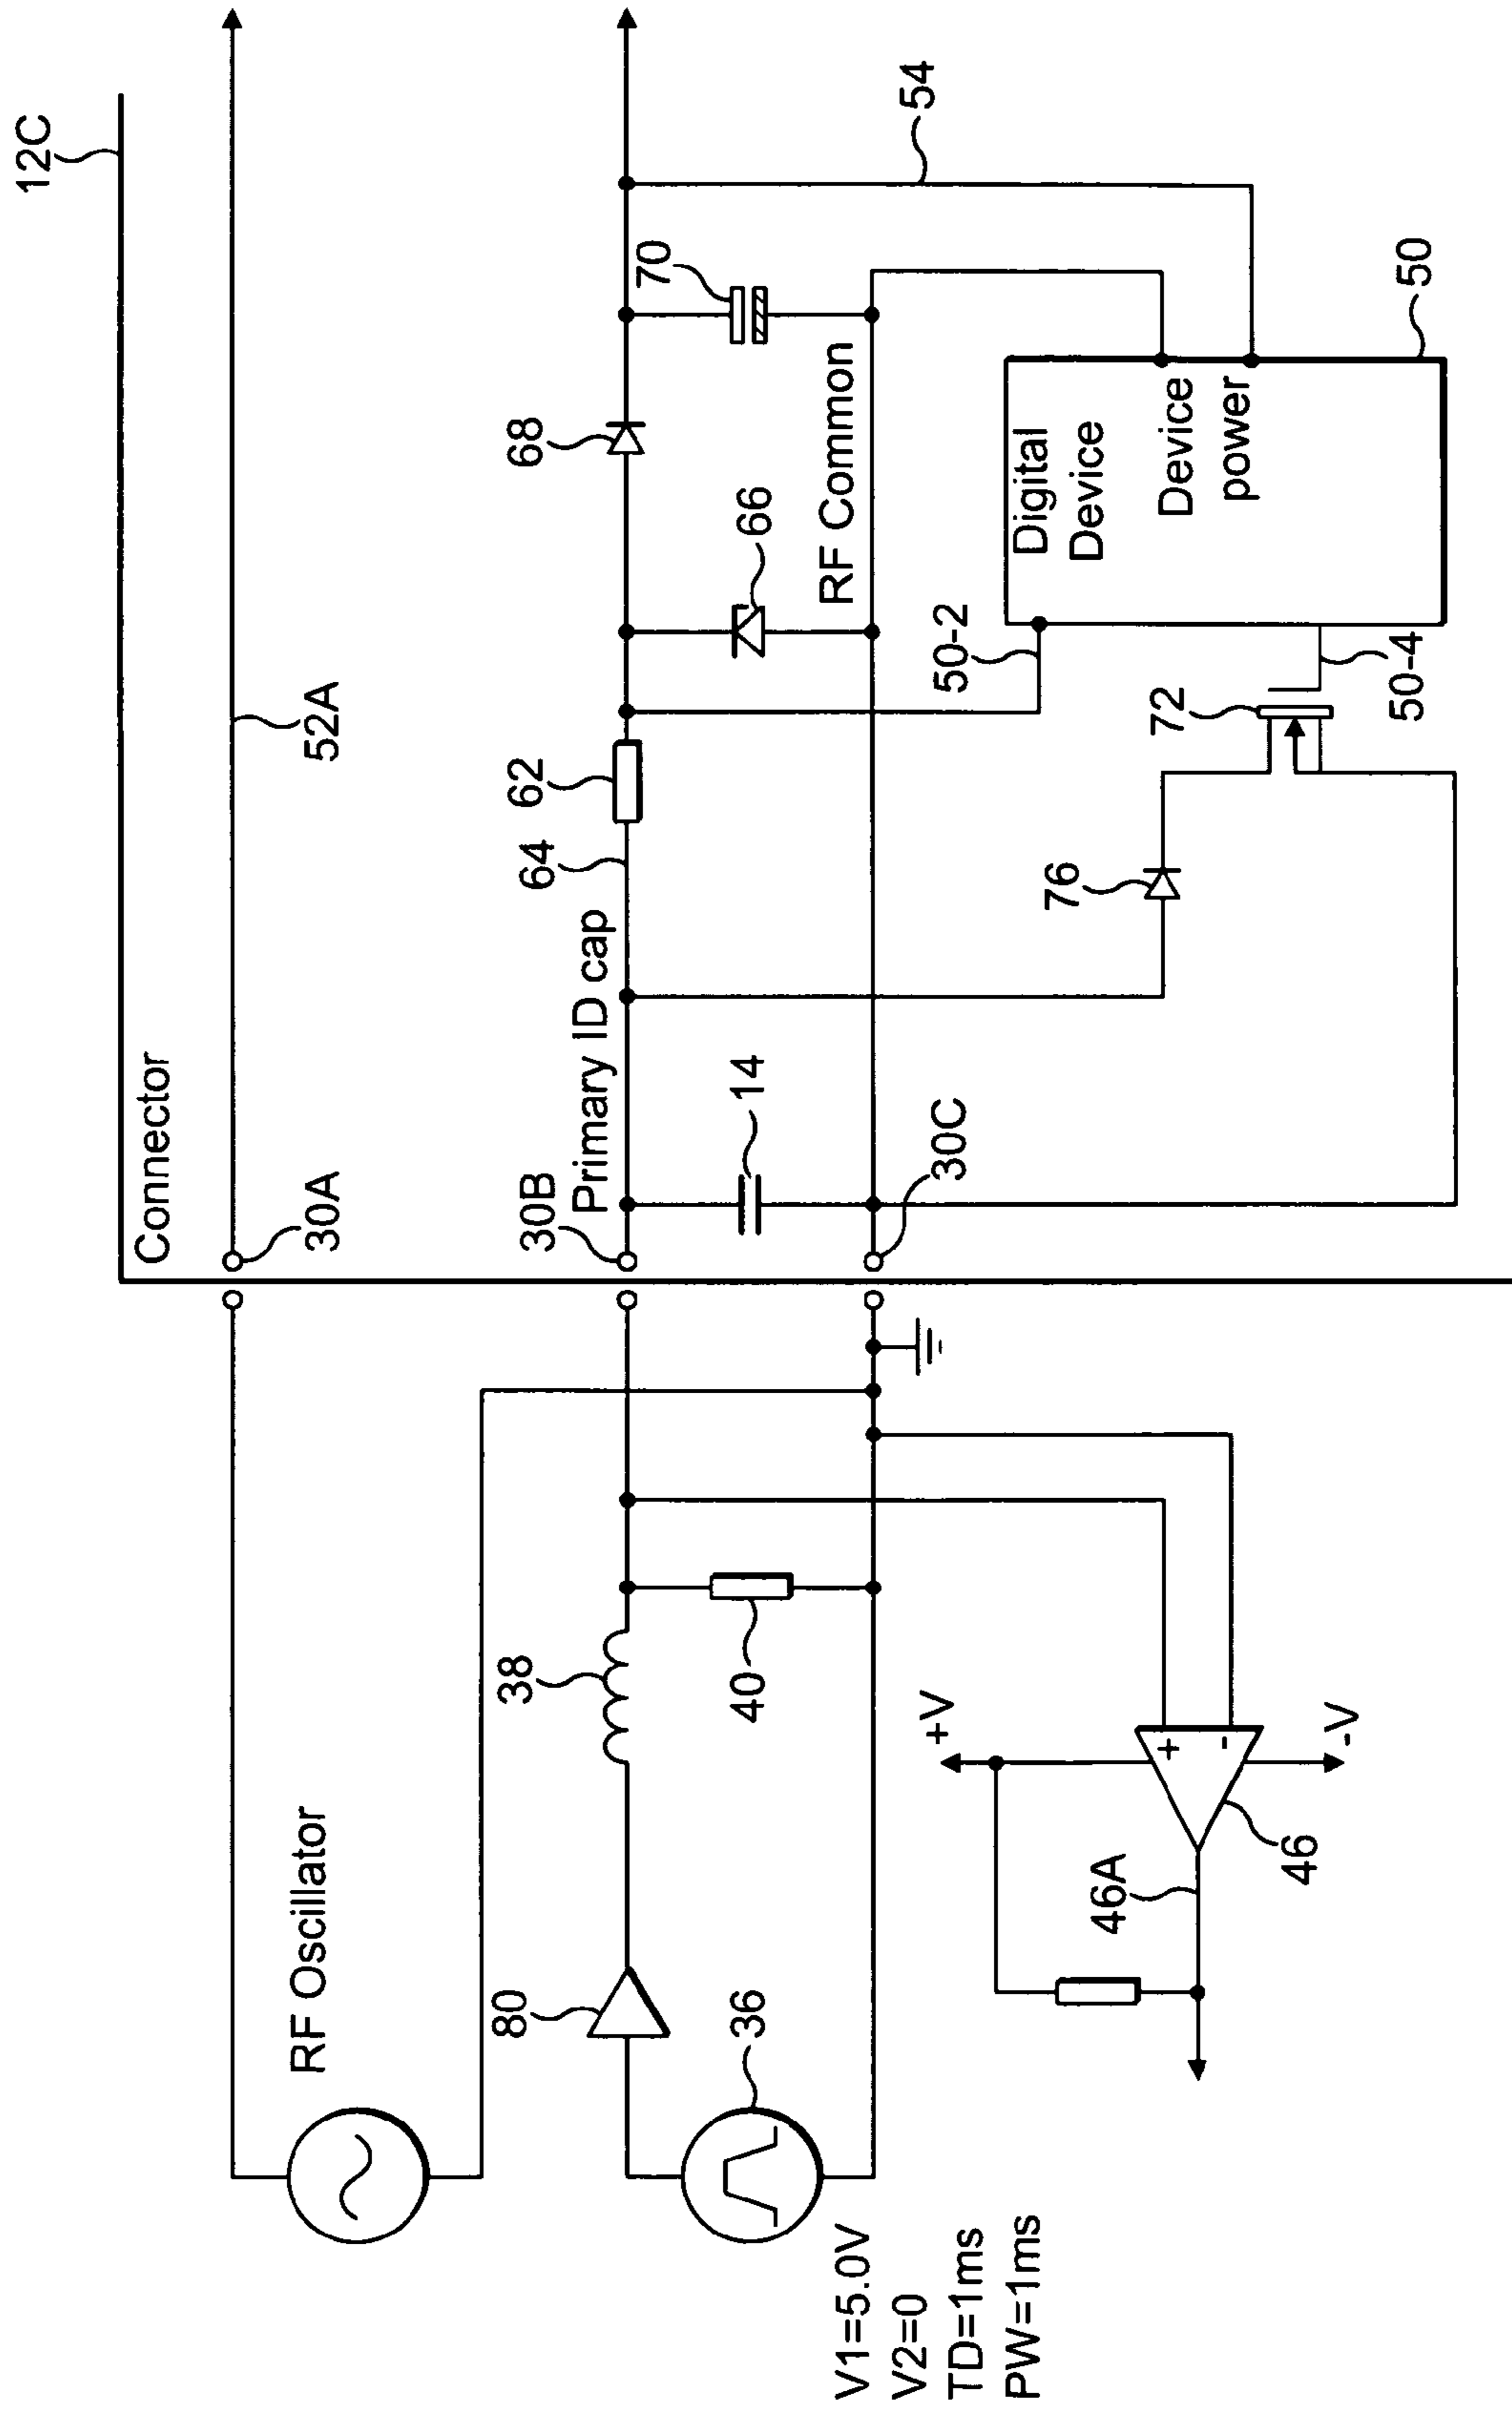 12C
Connector
52A
30A
RF Oscillator
54
70
68
66
62
64
Primary ID cap
30B
14
RF Common
30C
50
Digital
Device
Device
power
50-2
50-4
72
76
38
40
80
36
V1=5.0V
V2=0
TD=1ms
PW=1ms
+V
-V
+
-
46
46A